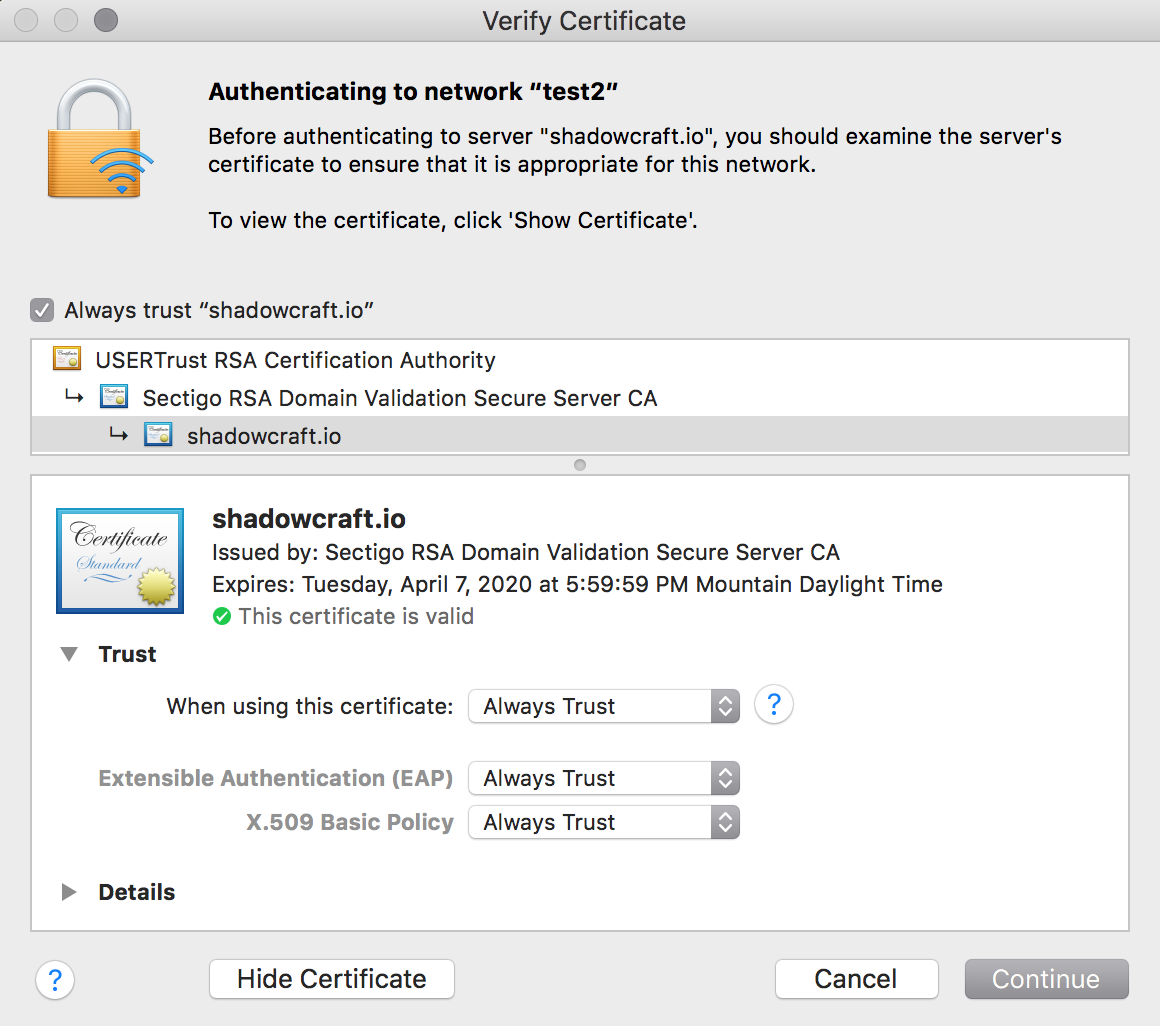 Verify Certificate
Authenticating to network “test2”
Before authenticating to server "shadowcraft.io", you should examine the server's
certificate to ensure that it is appropriate for this network.
To view the certificate, click 'Show Certificate'.
Always trust “shadowcraft.io”
USERTrust RSA Certification Authority
Sectigo RSA Domain Validation Secure Server CA
shadowcraft.io
Certificate
Standard
shadowcraft.io
Issued by: Sectigo RSA Domain Validation Secure Server CA
Expires: Tuesday, April 7, 2020 at 5:59:59 PM Mountain Daylight Time
This certificate is valid
Trust
When using this certificate: Always Trust ?
Extensible Authentication (EAP) Always Trust
X.509 Basic Policy Always Trust
Details
? Hide Certificate Cancel Continue